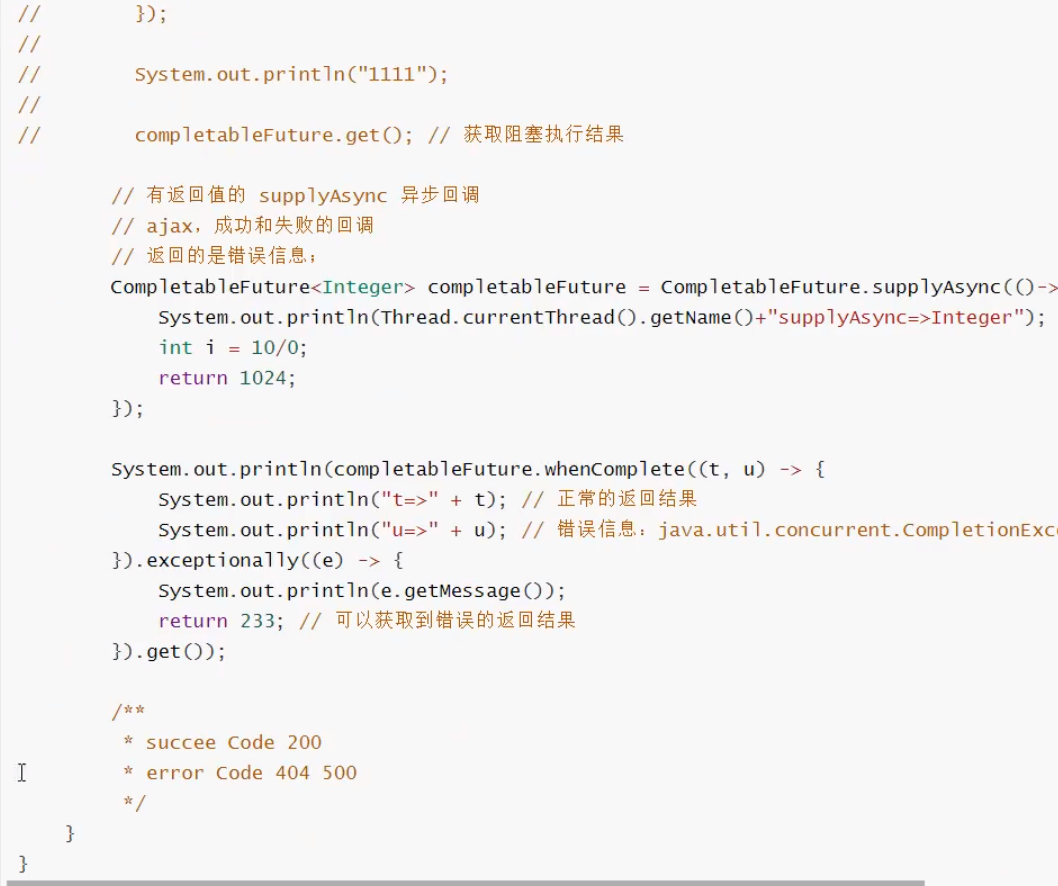 //        });
//
//        System.out.println("1111");
//
//        completableFuture.get(); // 获取阻塞执行结果
        // 有返回值的 supplyAsync 异步回调
        // ajax，成功和失败的回调
        // 返回的是错误信息；
        CompletableFuture<Integer> completableFuture = CompletableFuture.supplyAsync(()->
            System.out.println(Thread.currentThread().getName()+"supplyAsync=>Integer");
            int i = 10/0;
            return 1024;
        });
        System.out.println(completableFuture.whenComplete((t, u) -> {
            System.out.println("t=>" + t); // 正常的返回结果
            System.out.println("u=>" + u); // 错误信息：java.util.concurrent.CompletionExc
        }).exceptionally((e) -> {
            System.out.println(e.getMessage());
            return 233; // 可以获取到错误的返回结果
        }).get());
        /**
         * succee Code 200
         * error Code 404 500
         */
    }
}